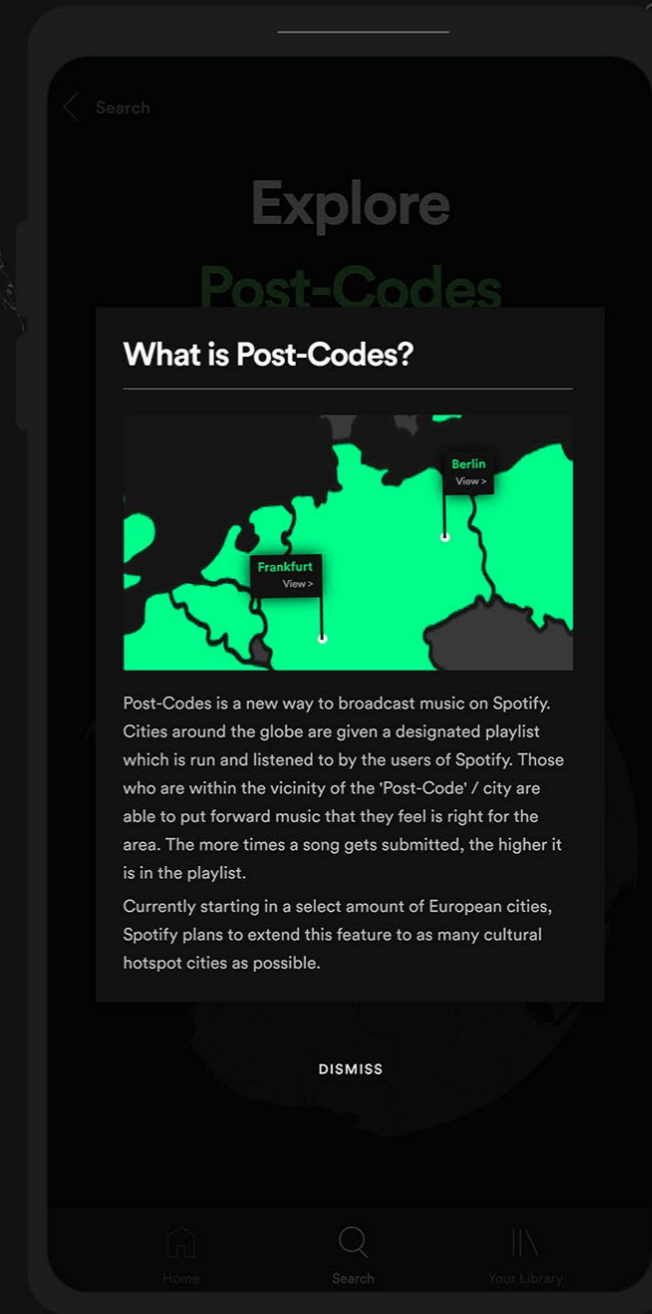 Search
Explore
Post-Codes
What is Post-Codes?
Berlin
View >
Frankfurt
View >
Post-Codes is a new way to broadcast music on Spotify.
Cities around the globe are given a designated playlist
which is run and listened to by the users of Spotify. Those
who are within the vicinity of the 'Post-Code' / city are
able to put forward music that they feel is right for the
area. The more times a song gets submitted, the higher it
is in the playlist.
Currently starting in a select amount of European cities,
Spotify plans to extend this feature to as many cultural
hotspot cities as possible.
DISMISS
Home
Search
Your Library